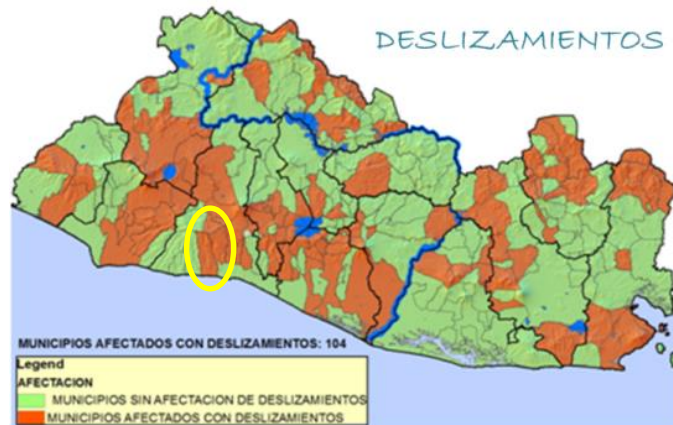 DESLIZAMIENTOS
MUNICIPIOS AFECTADOS CON DESLIZAMIENTOS: 104
Legend
AFECTACION
MUNICIPIOS SIN AFECTACION DE DESLIZAMIENTOS
MUNICIPIOS AFECTADOS CON DESLIZAMIENTOS